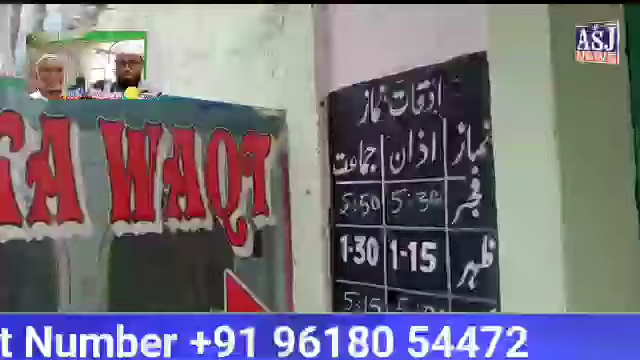 ASJ
NEWS
GA WAQT
اوقات نماز
نماز اذان جماعت
فجر 5:30 5:50
ظہر 1-15 1-30
5:15
t Number +91 96180 54472